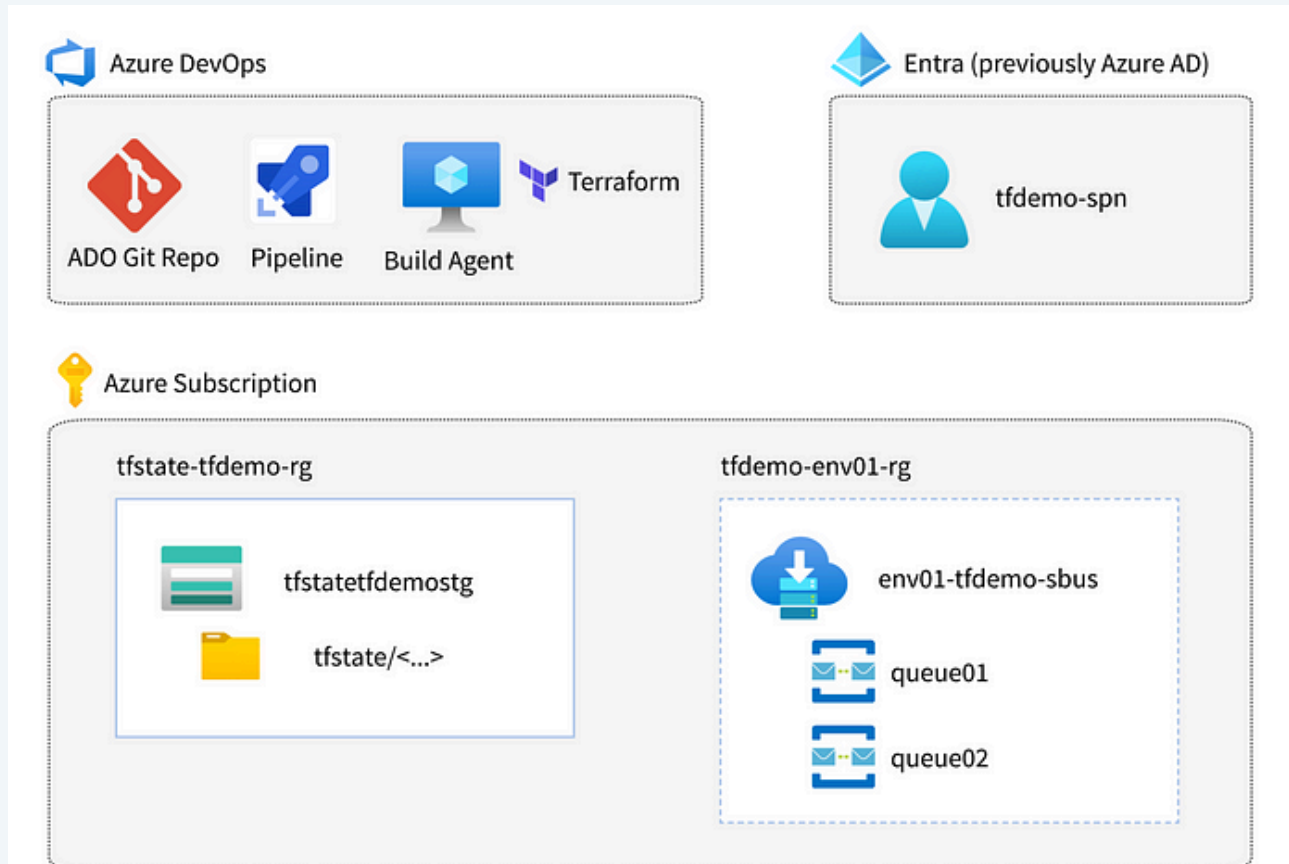 Azure DevOps
Entra (previously Azure AD)
Terraform
tfdemo-spn
ADO Git Repo
Pipeline
Build Agent
Azure Subscription
tfstate-tfdemo-rg
tfdemo-env01-rg
tfstatetfdemostg
env01-tfdemo-sbus
tfstate/<...>
queue01
queue02